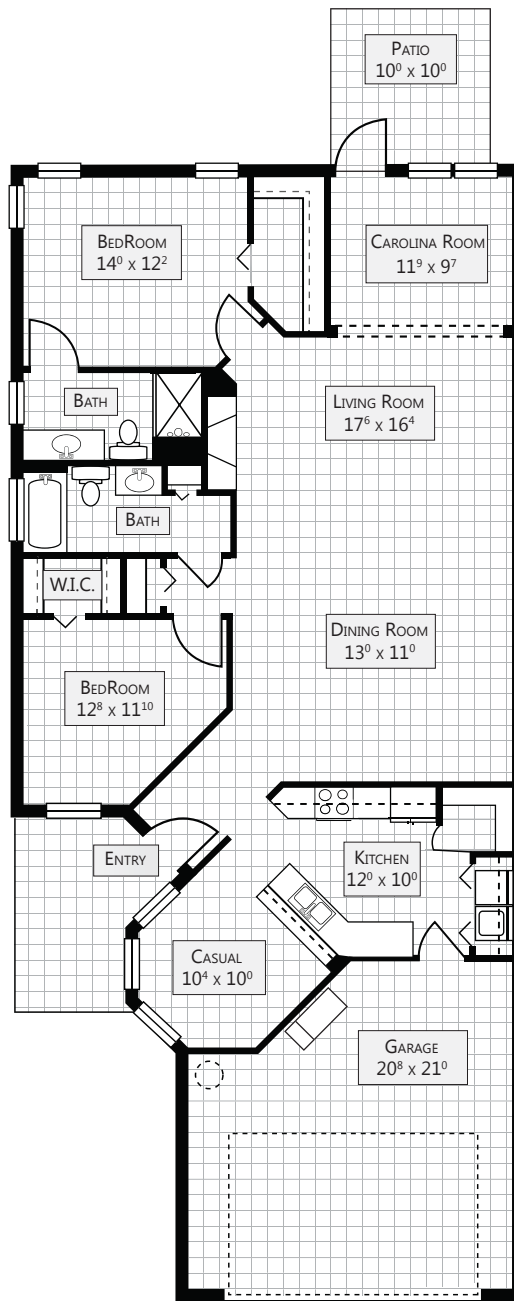 Patio
10⁰ x 10⁰
BedRoom
14⁰ x 12²
Carolina Room
11⁹ x 9⁷
Bath
Living Room
17⁶ x 16⁴
Bath
W.I.C.
Dining Room
13⁰ x 11⁰
BedRoom
12⁸ x 11¹⁰
Entry
Kitchen
12⁰ x 10⁰
Casual
10⁴ x 10⁰
Garage
20⁸ x 21⁰